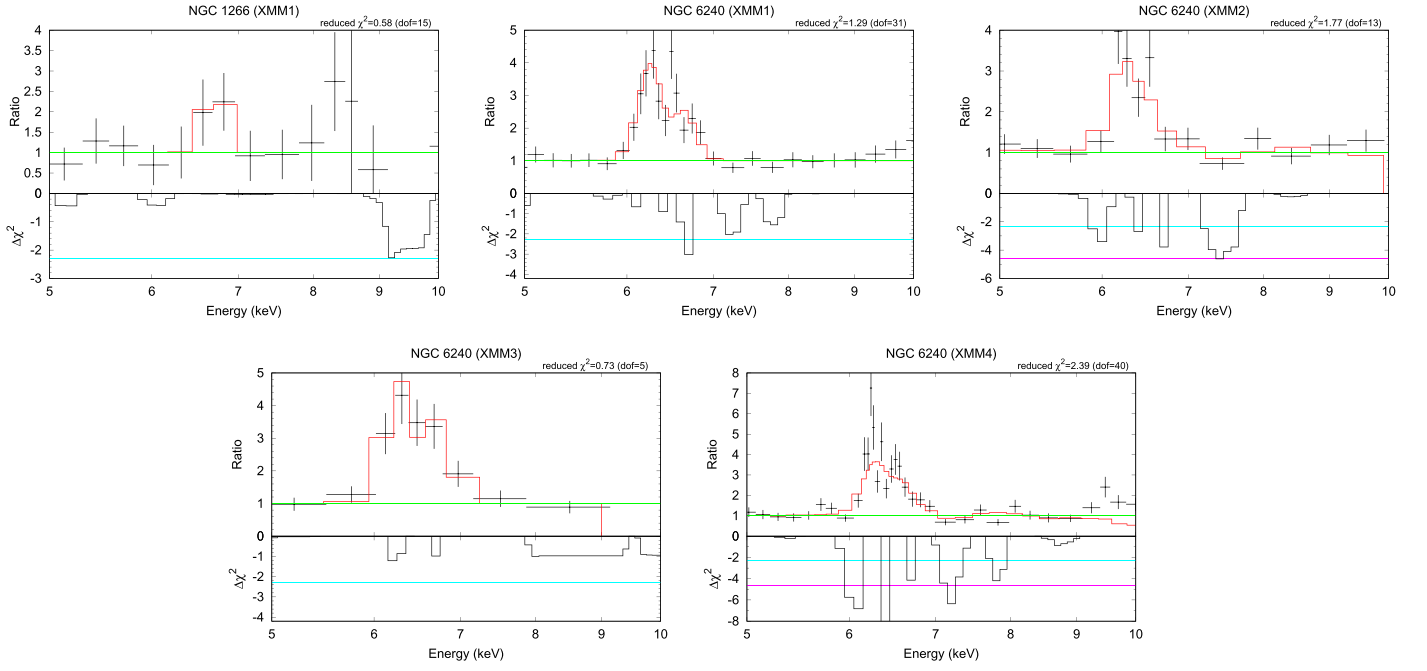 NGC 1266 (XMM1)
reduced χ²=0.58 (dof=15)
Ratio
4
3.5
3
2.5
2
1.5
1
0.5
0
Δχ²
-1
-2
-3
5 6 7 8 9 10
Energy (keV)
NGC 6240 (XMM1)
reduced χ²=1.29 (dof=31)
Ratio
5
4
3
2
1
0
Δχ²
-1
-2
-3
-4
5 6 7 8 9 10
Energy (keV)
NGC 6240 (XMM2)
reduced χ²=1.77 (dof=13)
Ratio
4
3
2
1
0
Δχ²
-2
-4
-6
5 6 7 8 9 10
Energy (keV)
NGC 6240 (XMM3)
reduced χ²=0.73 (dof=5)
Ratio
5
4
3
2
1
0
Δχ²
-1
-2
-3
-4
5 6 7 8 9 10
Energy (keV)
NGC 6240 (XMM4)
reduced χ²=2.39 (dof=40)
Ratio
8
7
6
5
4
3
2
1
0
Δχ²
-2
-4
-6
-8
5 6 7 8 9 10
Energy (keV)